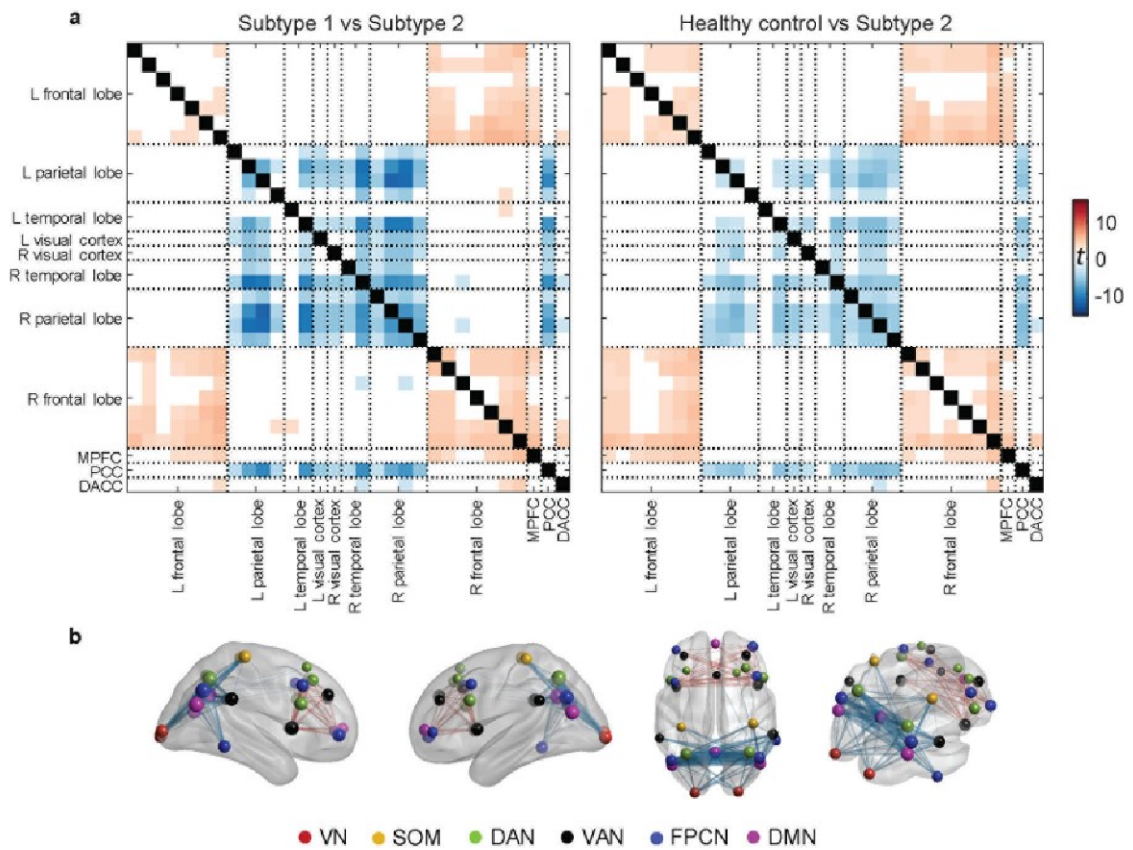 a
Subtype 1 vs Subtype 2
Healthy control vs Subtype 2
L frontal lobe
L parietal lobe
L temporal lobe
L visual cortex
R visual cortex
R temporal lobe
R parietal lobe
R frontal lobe
MPFC
PCC
DACC
10
t 0
-10
L frontal lobe
L parietal lobe
L temporal lobe
L visual cortex
R visual cortex
R temporal lobe
R parietal lobe
R frontal lobe
MPFC
PCC
DACC
L frontal lobe
L parietal lobe
L temporal lobe
L visual cortex
R visual cortex
R temporal lobe
R parietal lobe
R frontal lobe
MPFC
PCC
DACC
b
VN SOM DAN VAN FPCN DMN